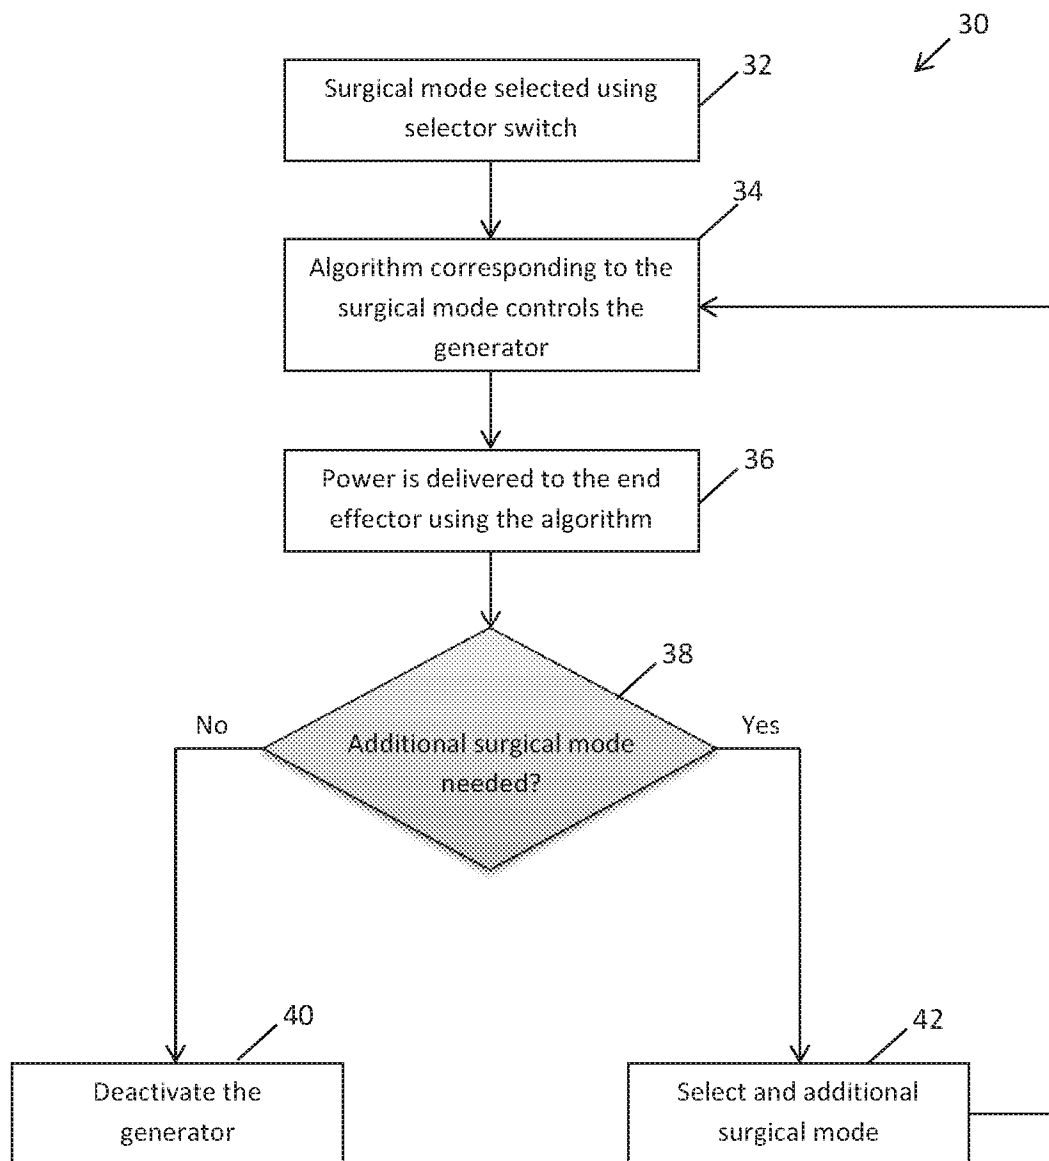 30
32
Surgical mode selected using
selector switch
34
Algorithm corresponding to the
surgical mode controls the
generator
36
Power is delivered to the end
effector using the algorithm
38
No
Yes
Additional surgical mode
needed?
40
42
Deactivate the
generator
Select and additional
surgical mode